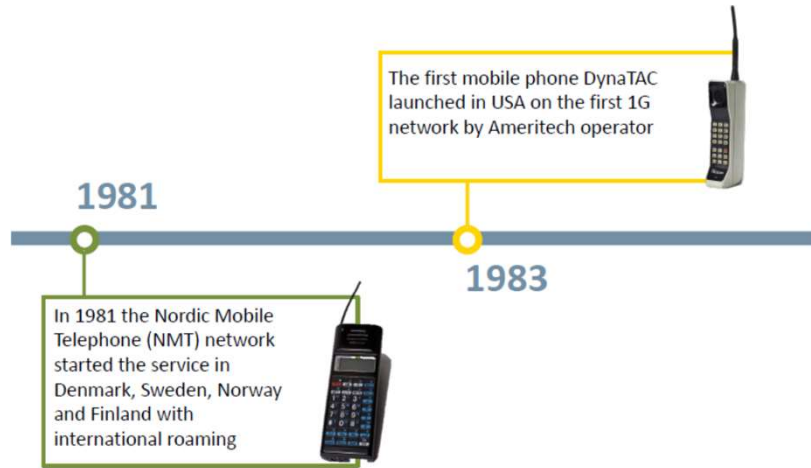 1981
In 1981 the Nordic Mobile
Telephone (NMT) network
started the service in
Denmark, Sweden, Norway
and Finland with
international roaming
The first mobile phone DynaTAC
launched in USA on the first 1G
network by Ameritech operator
1983